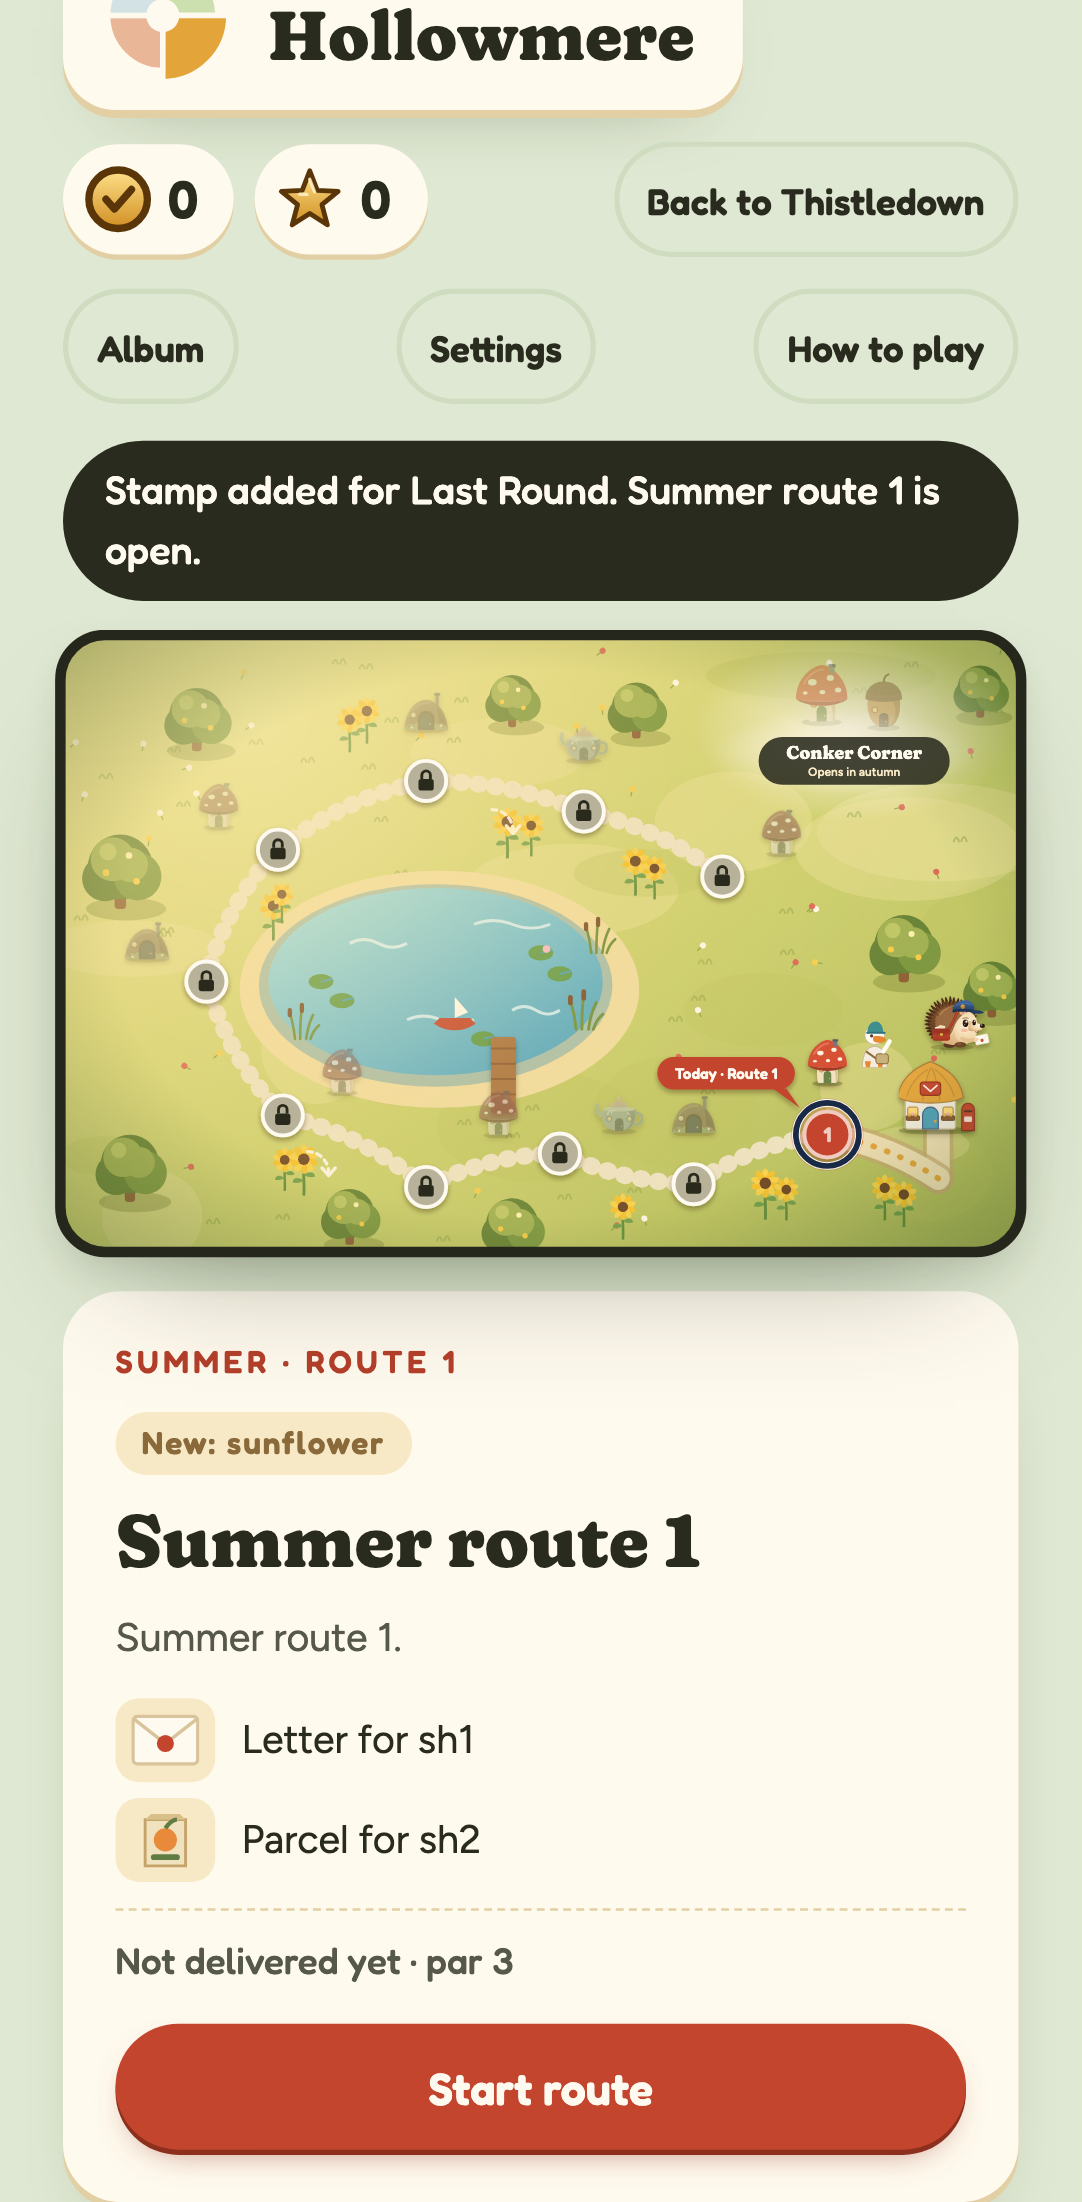 Hollowmere
0
0
Back to Thistledown
Album
Settings
How to play
Stamp added for Last Round. Summer route 1 is
open.
Conker Corner
Opens in autumn
Today · Route 1
1
SUMMER · ROUTE 1
New: sunflower
Summer route 1
Summer route 1.
Letter for sh1
Parcel for sh2
Not delivered yet · par 3
Start route